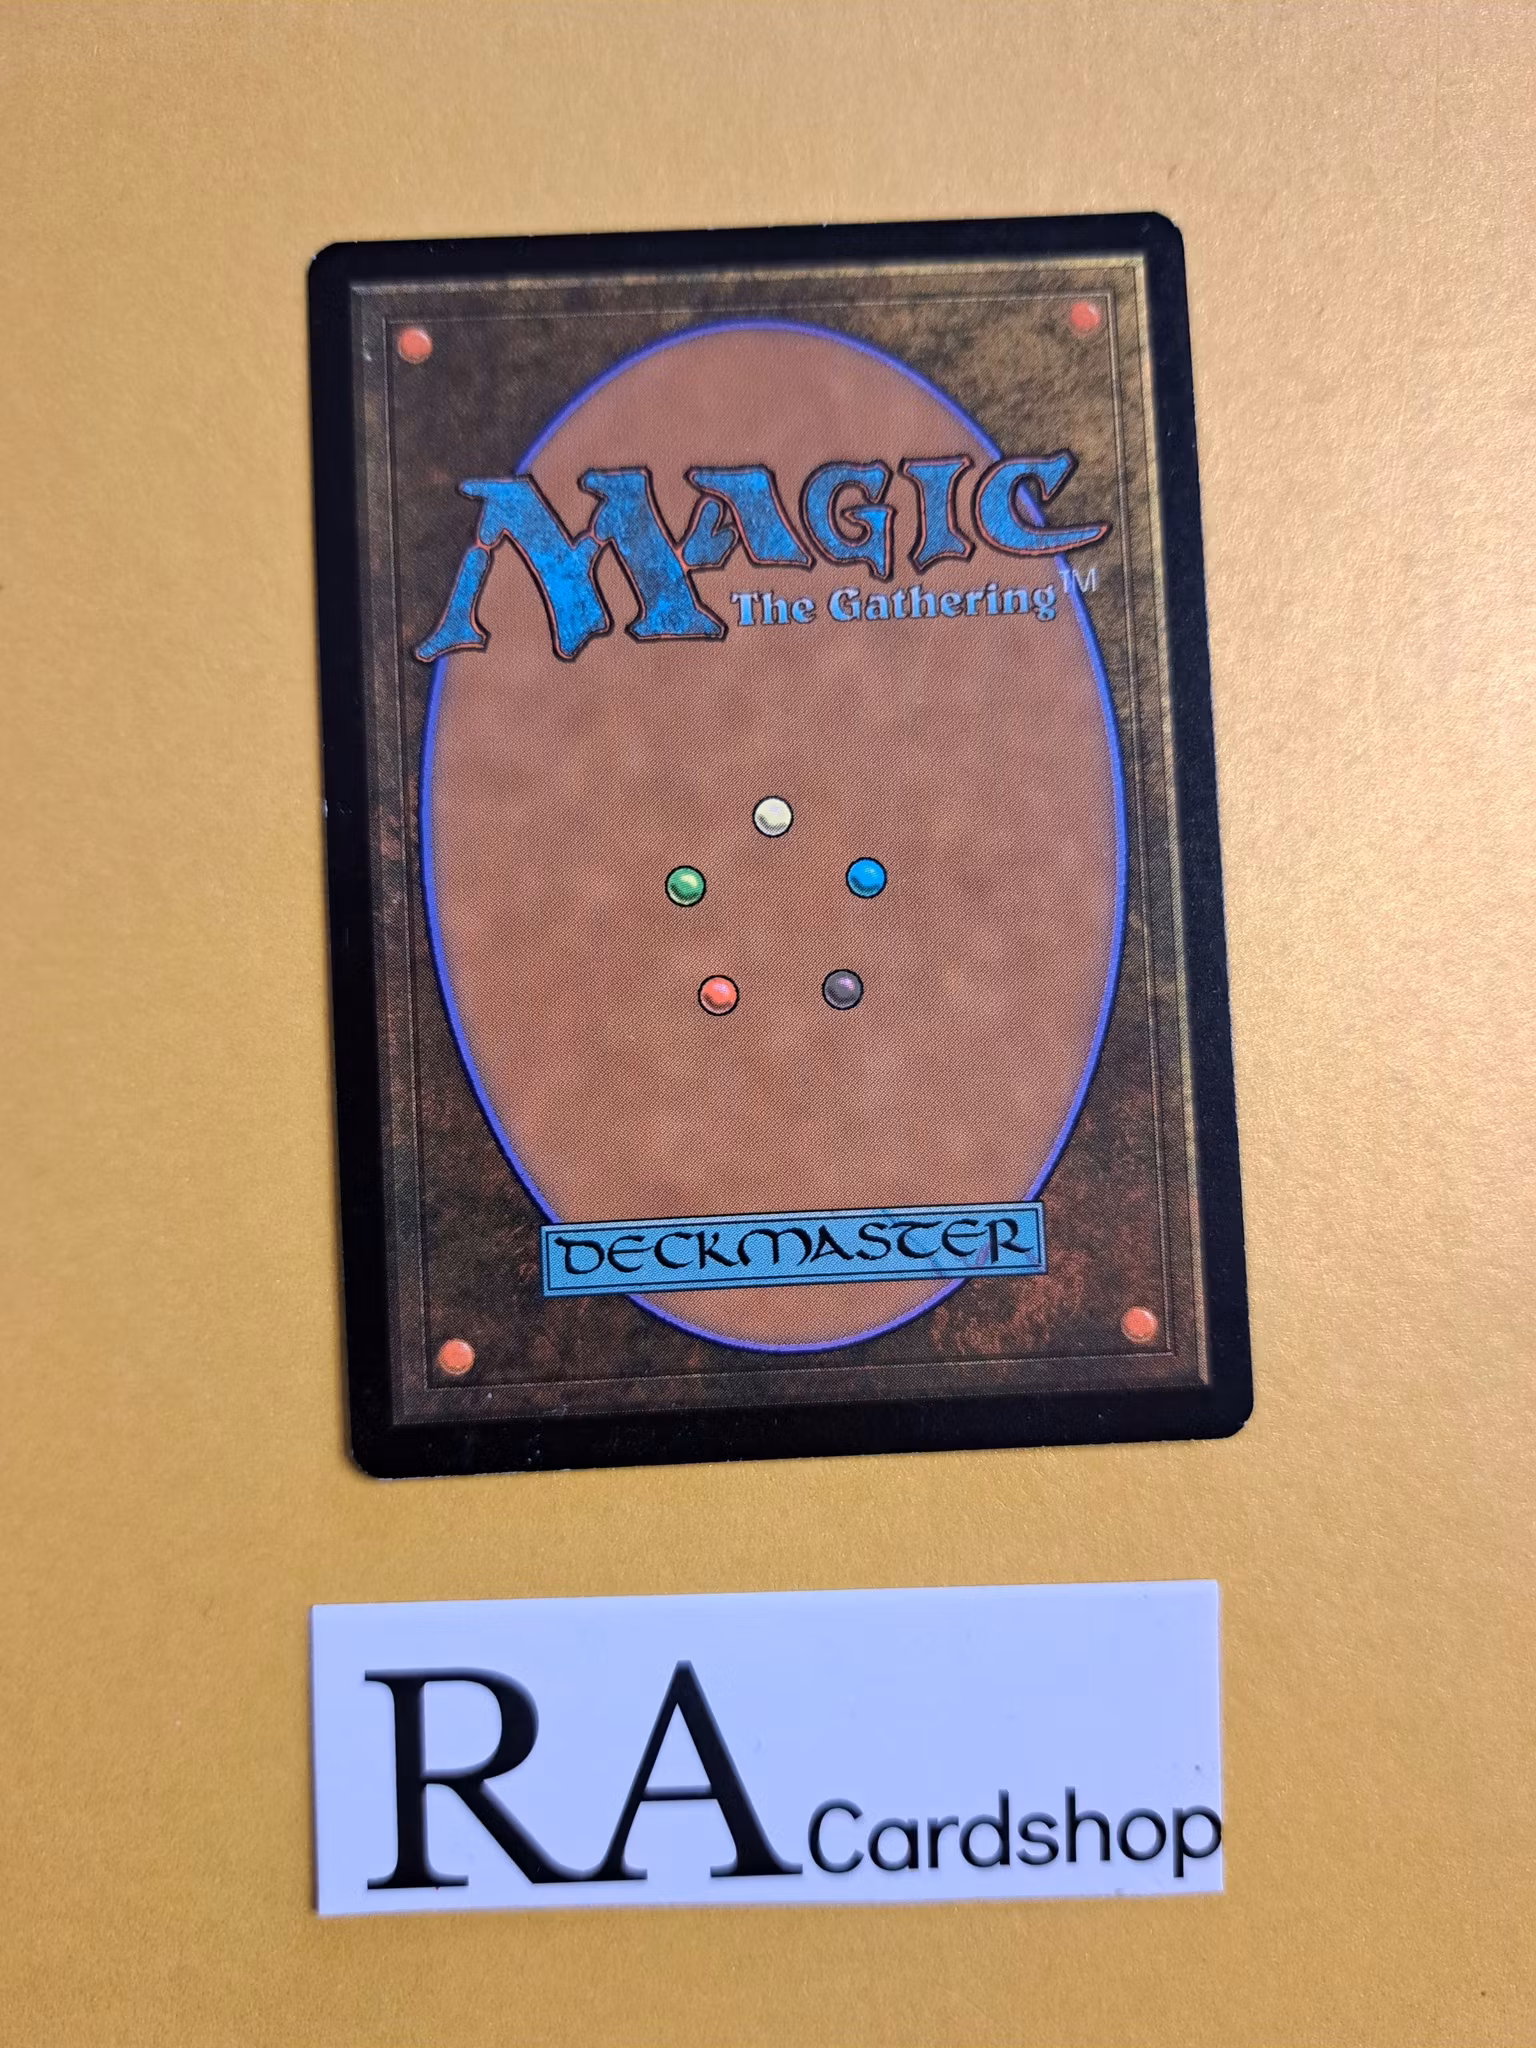 MAGIC
The Gathering™
DECKMASTER
RA Cardshop